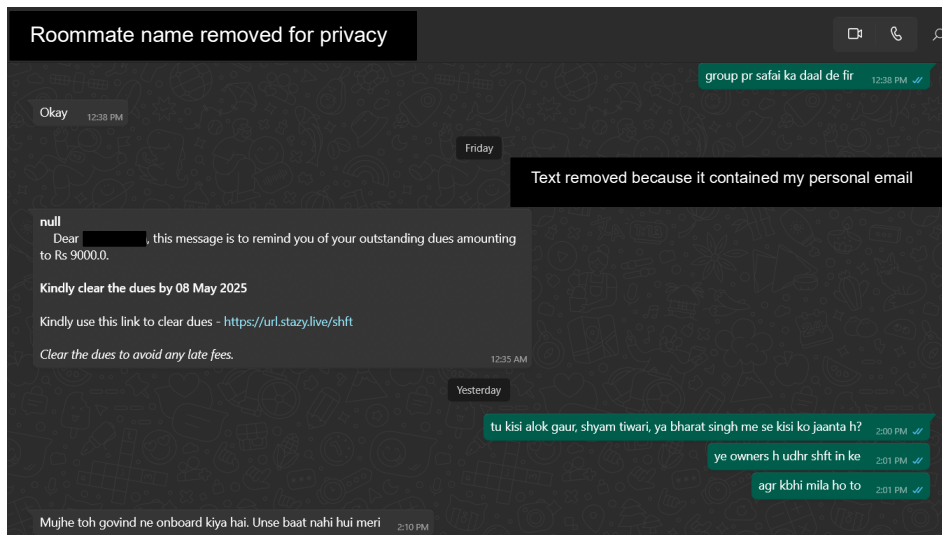 Roommate name removed for privacy
group pr safai ka daal de fir 12:38 PM
Okay 12:38 PM
Friday
Text removed because it contained my personal email
null
Dear , this message is to remind you of your outstanding dues amounting
to Rs 9000.0.
Kindly clear the dues by 08 May 2025
Kindly use this link to clear dues - https://url.stazy.live/shft
Clear the dues to avoid any late fees. 12:35 AM
Yesterday
tu kisi alok gaur, shyam tiwari, ya bharat singh me se kisi ko jaanta h? 2:00 PM
ye owners h udhr shft in ke 2:01 PM
agr kbhi mila ho to 2:01 PM
Mujhe toh govind ne onboard kiya hai. Unse baat nahi hui meri 2:10 PM